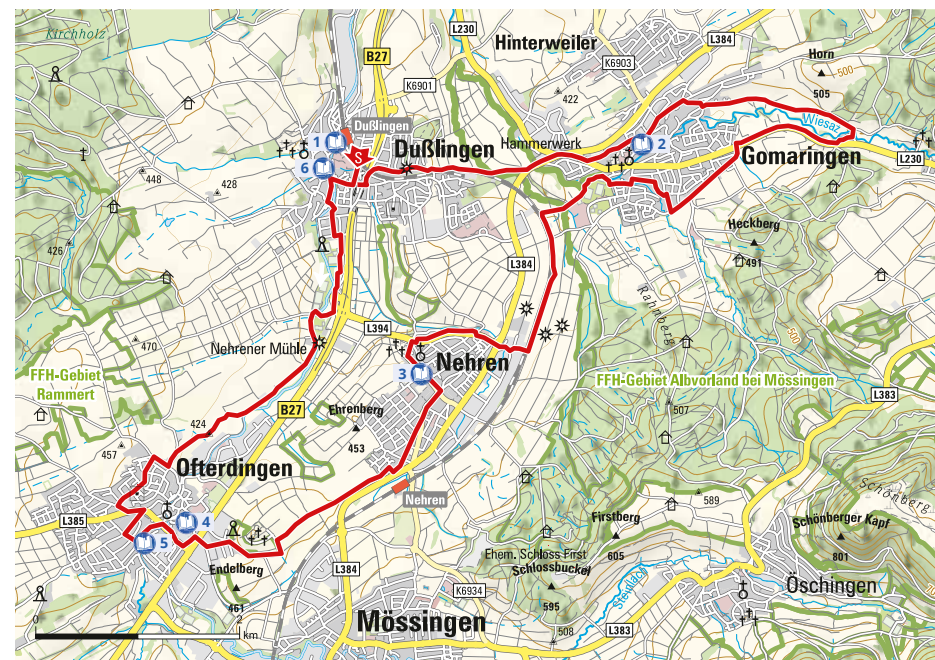 Kirchholz
B27
L230
Hinterweiler
L384
Horn
500
505
K6903
K6901
422
Dußlingen
1
S
6
Dußlingen
Hammerwerk
2
Wiesaz
Gomaringen
L230
448
428
426
Heckberg
491
L384
Rahnberg
500
470
Nehrener Mühle
L394
Nehren
3
FFH-Gebiet
Rammert
FFH-Gebiet Albvorland bei Mössingen
L383
B27
Ehrenberg
453
507
424
457
Ofterdingen
Nehren
589
Schönberg
L385
4
5
Firstberg
605
Schönberger Kapf
801
Endelberg
461
Ehem. Schloss First
Schlossbuckel
595
L384
K6934
Steinlach
Öschingen
Mössingen
508
L383
0
2
km